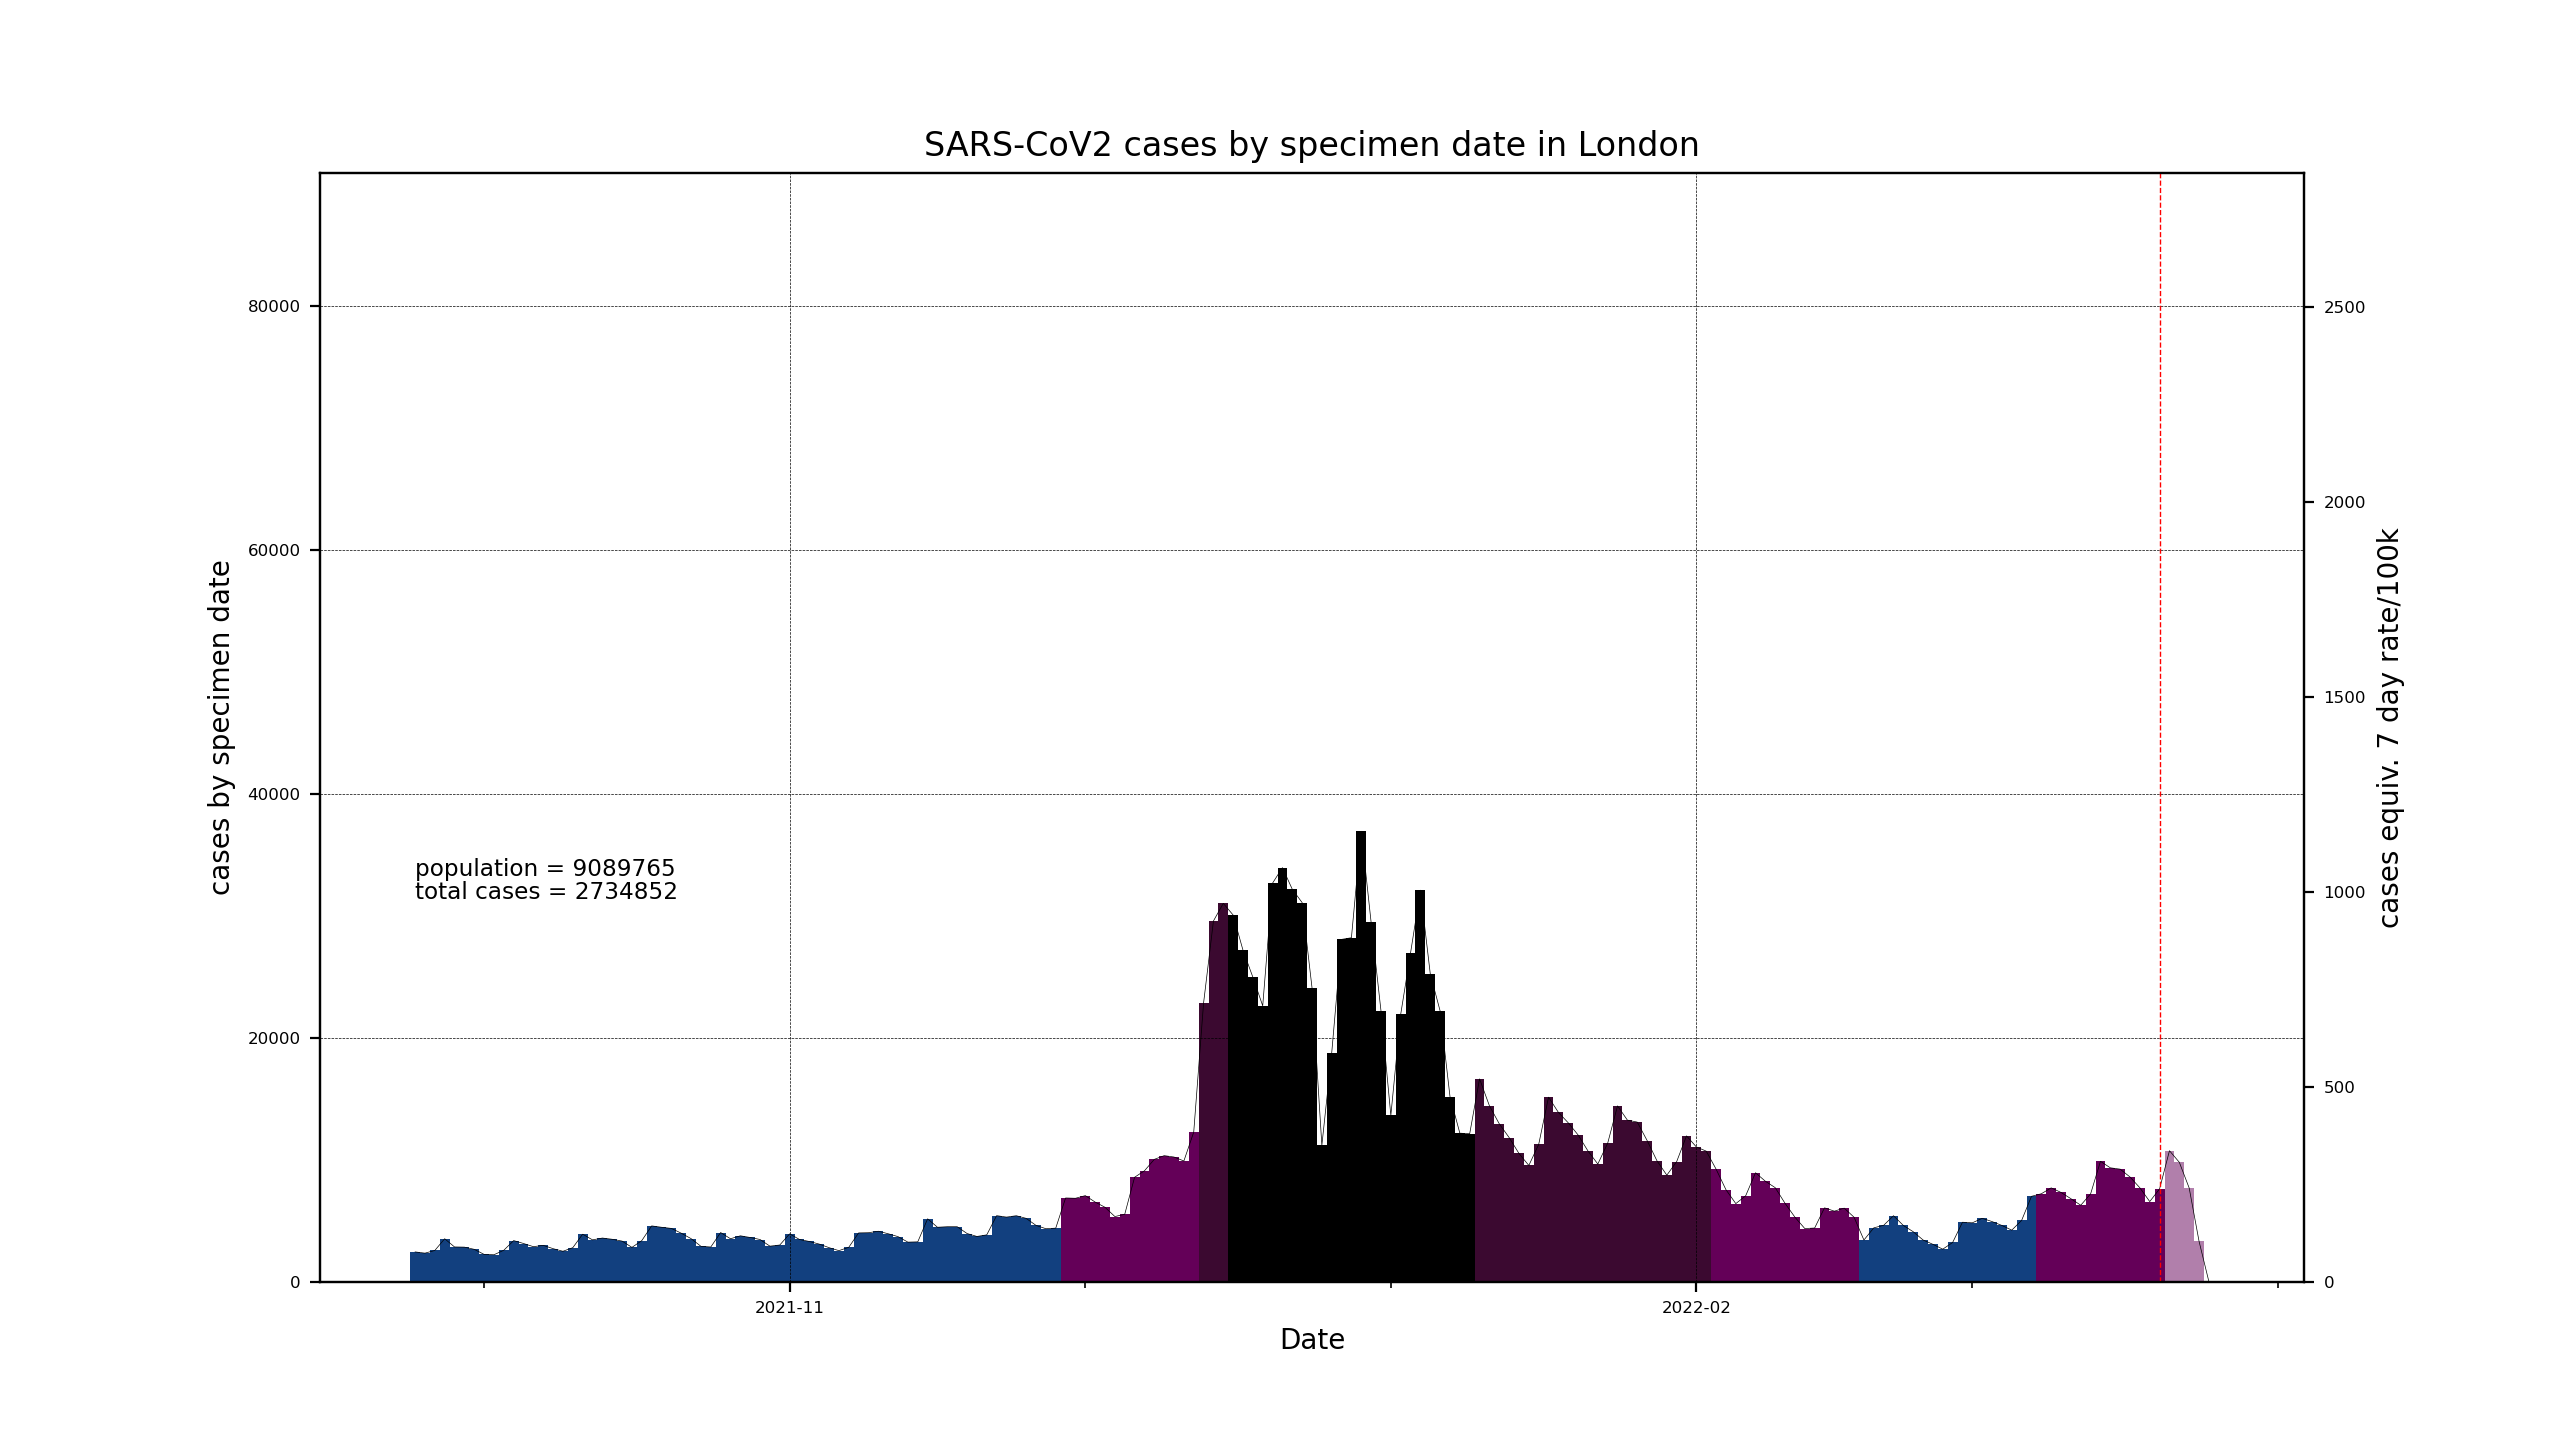 SARS-CoV2 cases by specimen date in London
cases by specimen date
80000
60000
40000
20000
0
population = 9089765
total cases = 2734852
2500
2000
1500
1000
500
0
cases equiv. 7 day rate/100k
2021-11
2022-02
Date